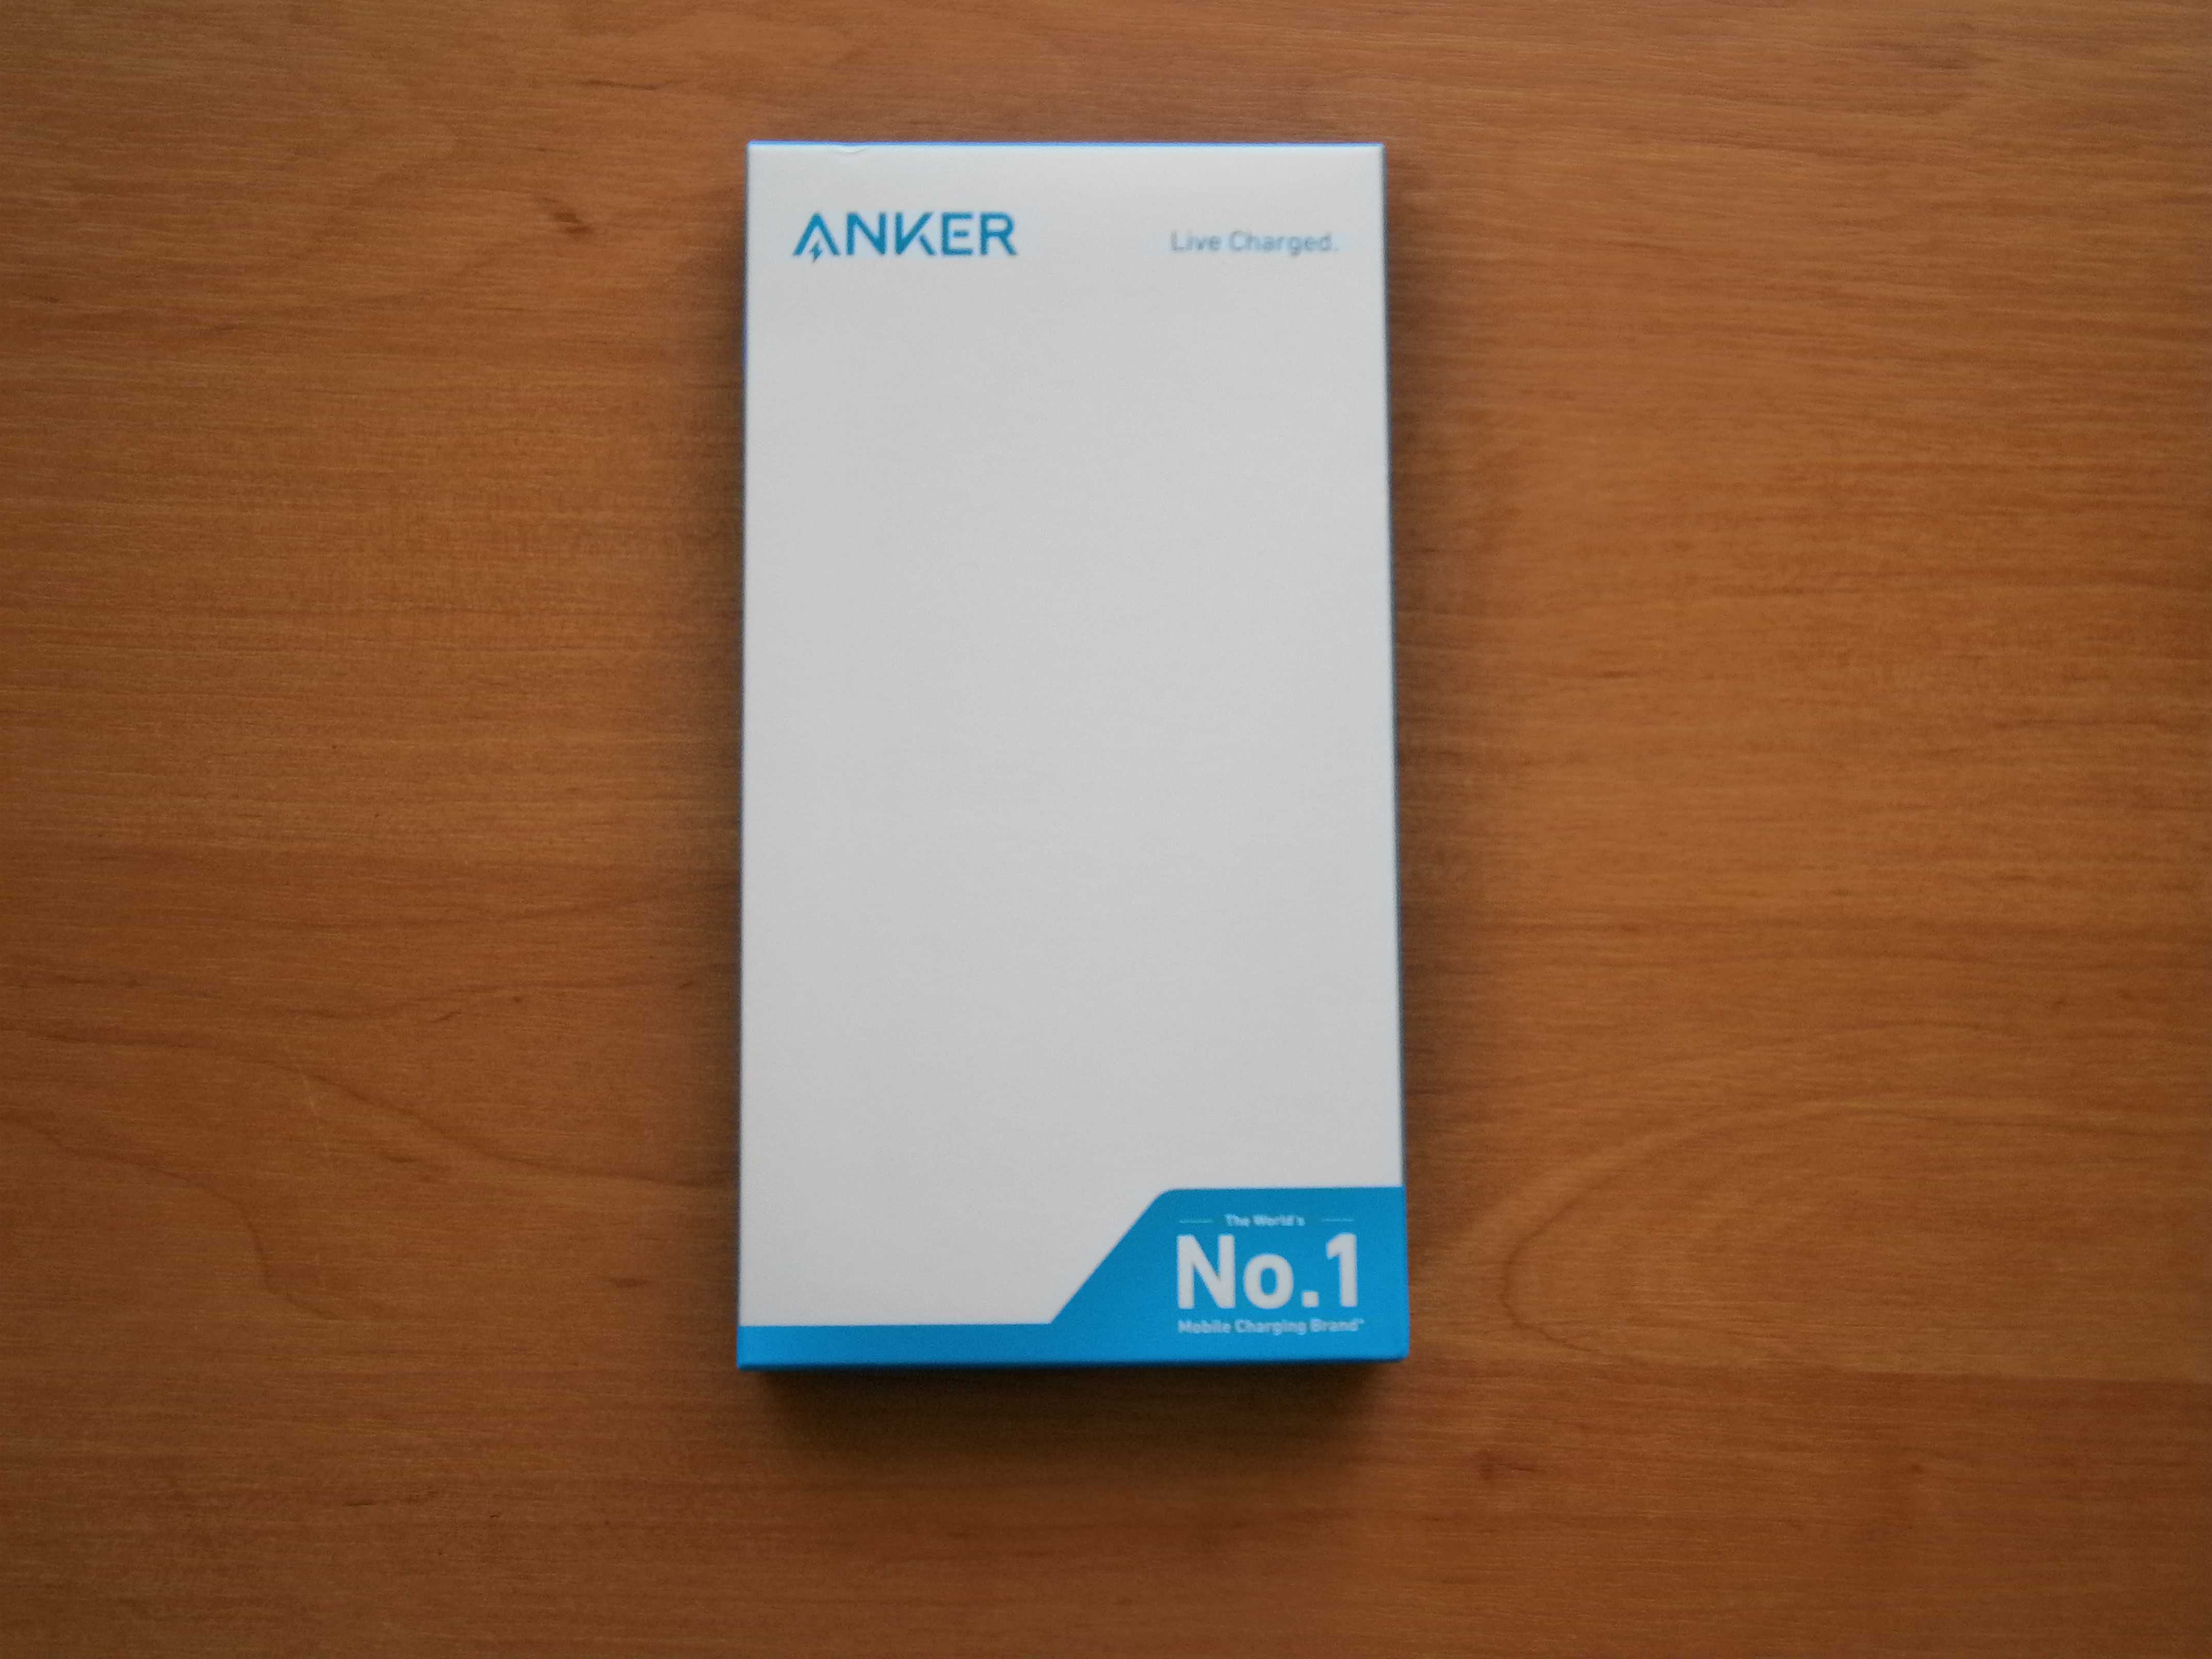 ANKER
Live Charged.
The World's
No.1
Mobile Charging Brand*